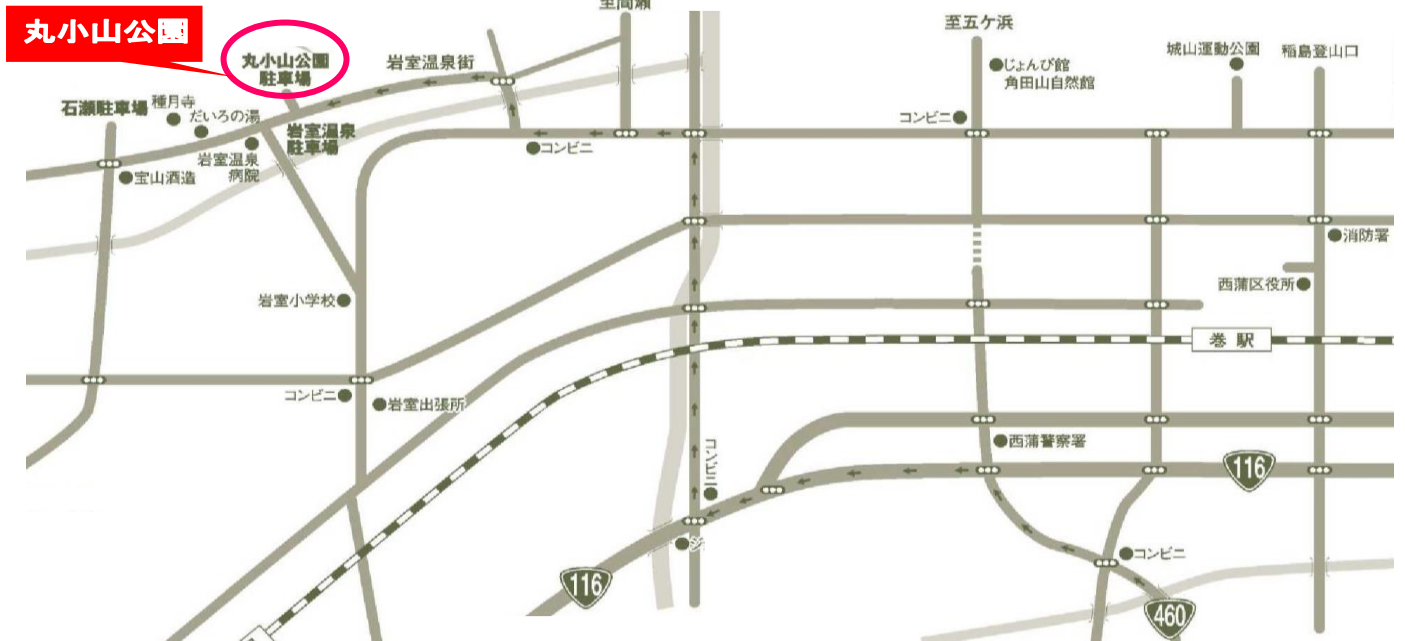 丸小山公園
丸小山公園
駐車場
岩室温泉街
至間瀬
至五ケ浜
じょんぴ館
角田山自然館
城山運動公園
稲島登山口
石瀬駐車場
種月寺
だいろの湯
岩室温泉
駐車場
岩室温泉
病院
宝山酒造
コンビニ
コンビニ
消防署
西蒲区役所
岩室小学校
巻駅
コンビニ
岩室出張所
コンビニ
西蒲警察署
116
コンビニ
116
460